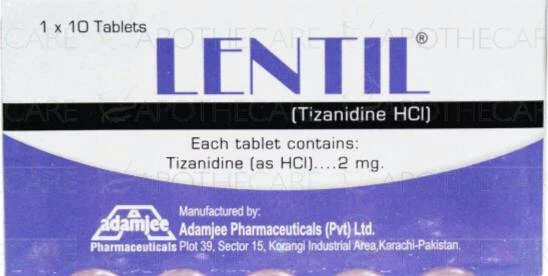 1 x 10 Tablets
LENTIL®
(Tizanidine HCl)
Each tablet contains:
Tizanidine (as HCl)....2 mg.
adamjee
Pharmaceuticals
Manufactured by:
Adamjee Pharmaceuticals (Pvt) Ltd.
Plot 39, Sector 15, Korangi Industrial Area,Karachi-Pakistan.
APOTHECARE